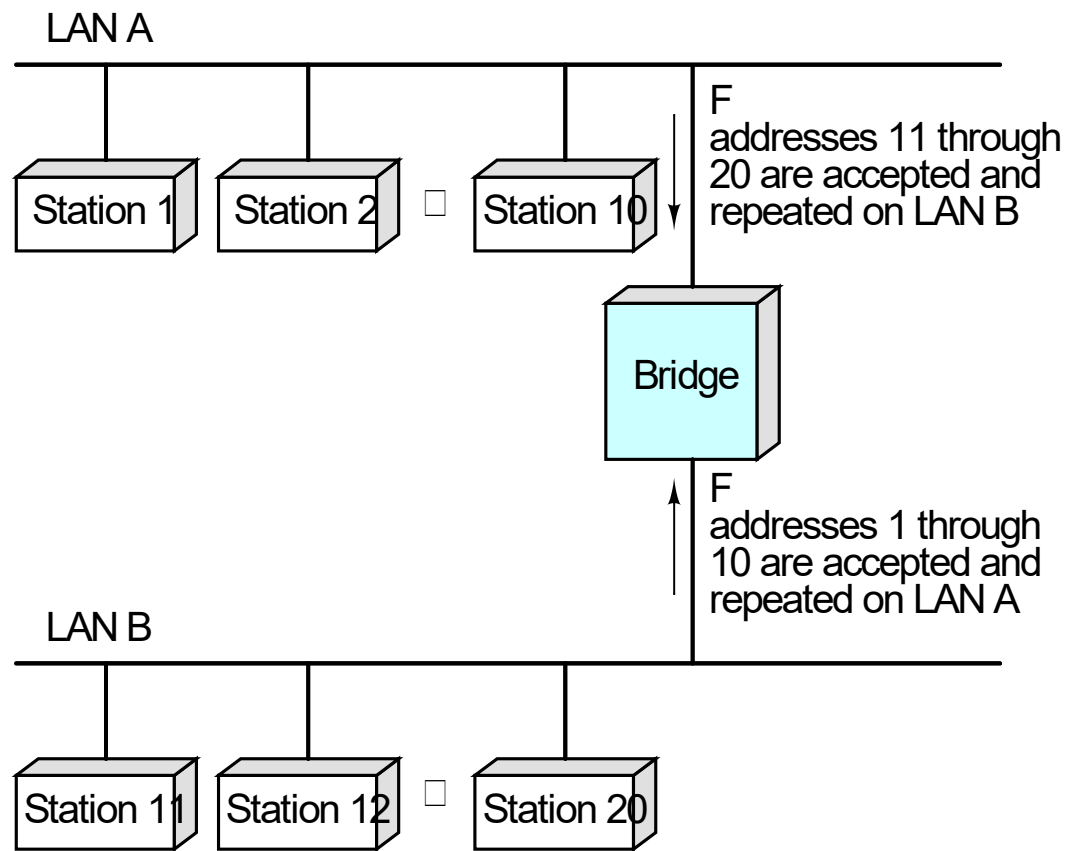 LAN A
F
addresses 11 through
20 are accepted and
repeated on LAN B
Station 1
Station 2
Station 10
Bridge
F
addresses 1 through
10 are accepted and
repeated on LAN A
LAN B
Station 11
Station 12
Station 20